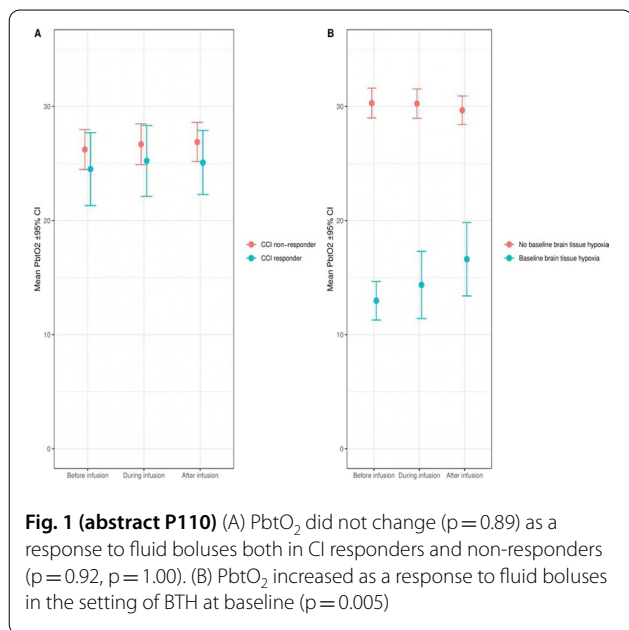 A
30
20
10
0
Mean PbtO2 ±95% CI
Before infusion
During infusion
After infusion
CCI non-responder
CCI responder
B
30
20
10
0
Mean PbtO2 ±95% CI
Before infusion
During infusion
After infusion
No baseline brain tissue hypoxia
Baseline brain tissue hypoxia
Fig. 1 (abstract P110) (A) PbtO₂ did not change (p = 0.89) as a
response to fluid boluses both in CI responders and non-responders
(p = 0.92, p = 1.00). (B) PbtO₂ increased as a response to fluid boluses
in the setting of BTH at baseline (p = 0.005)